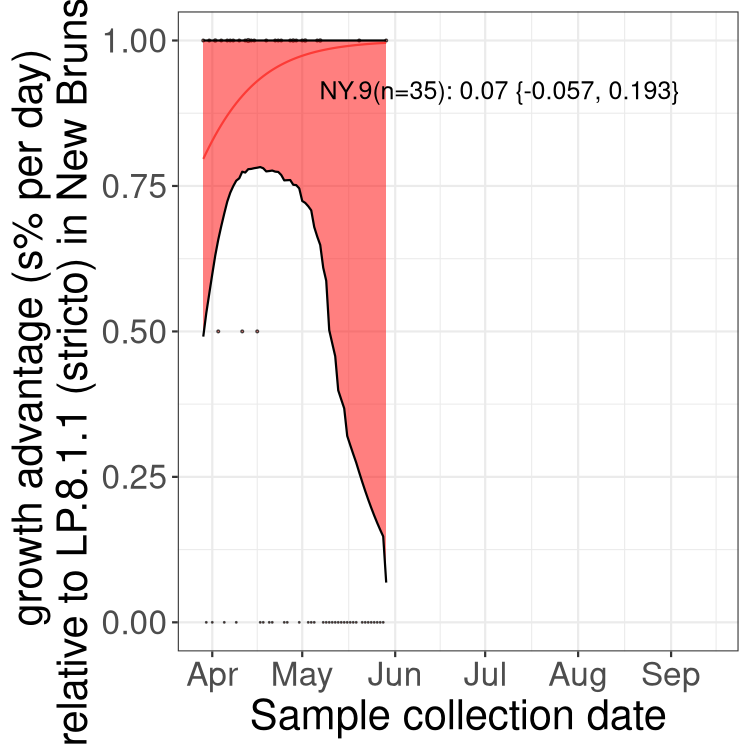 growth advantage (s% per day)
relative to LP.8.1.1 (stricto) in New Bruns
1.00
0.75
0.50
0.25
0.00
NY.9(n=35): 0.07 {-0.057, 0.193}
Apr May Jun Jul Aug Sep
Sample collection date